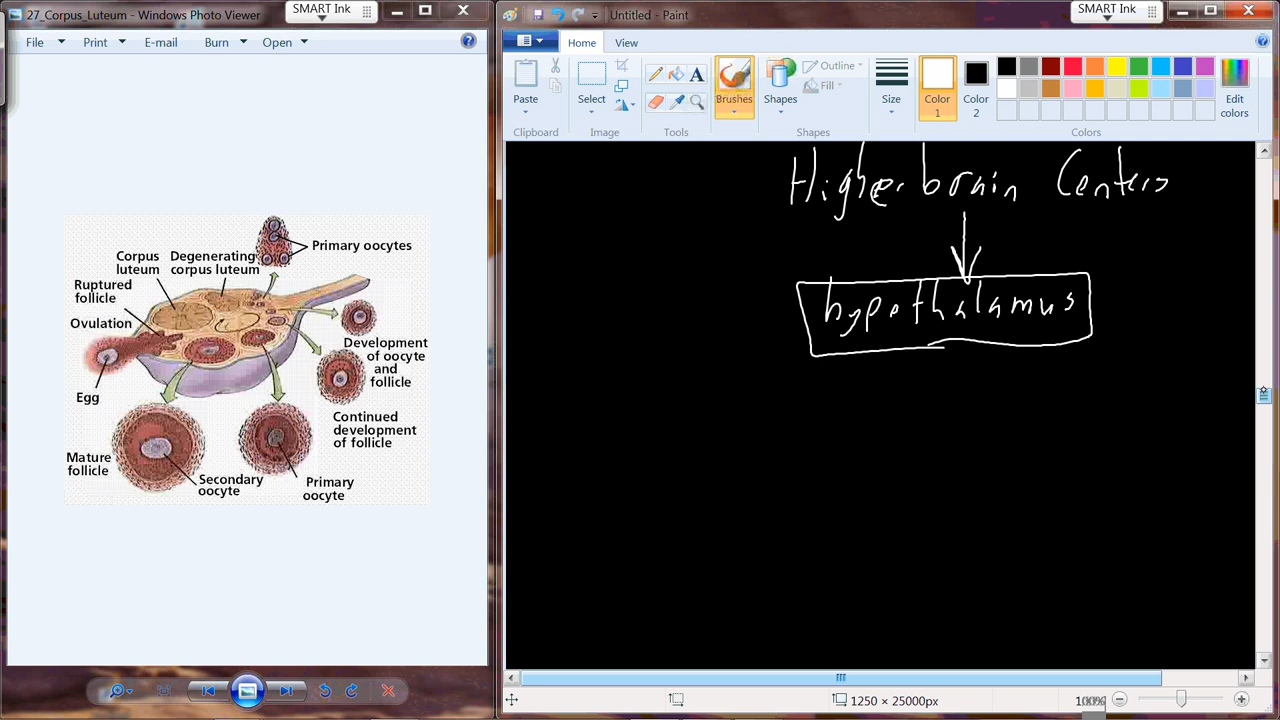 27_Corpus_Luteum - Windows Photo Viewer
SMART Ink
File Print E-mail Burn Open
Primary oocytes
Corpus luteum
Degenerating corpus luteum
Ruptured follicle
Ovulation
Egg
Development of oocyte and follicle
Continued development of follicle
Mature follicle
Secondary oocyte
Primary oocyte
Untitled - Paint
SMART Ink
Home View
Paste
Select
Brushes
Shapes
Outline
Fill
Size
Color 1
Color 2
Edit colors
Clipboard Image Tools Shapes Colors
Higher brain Centers
hypothalamus
1250 × 25000px
100%